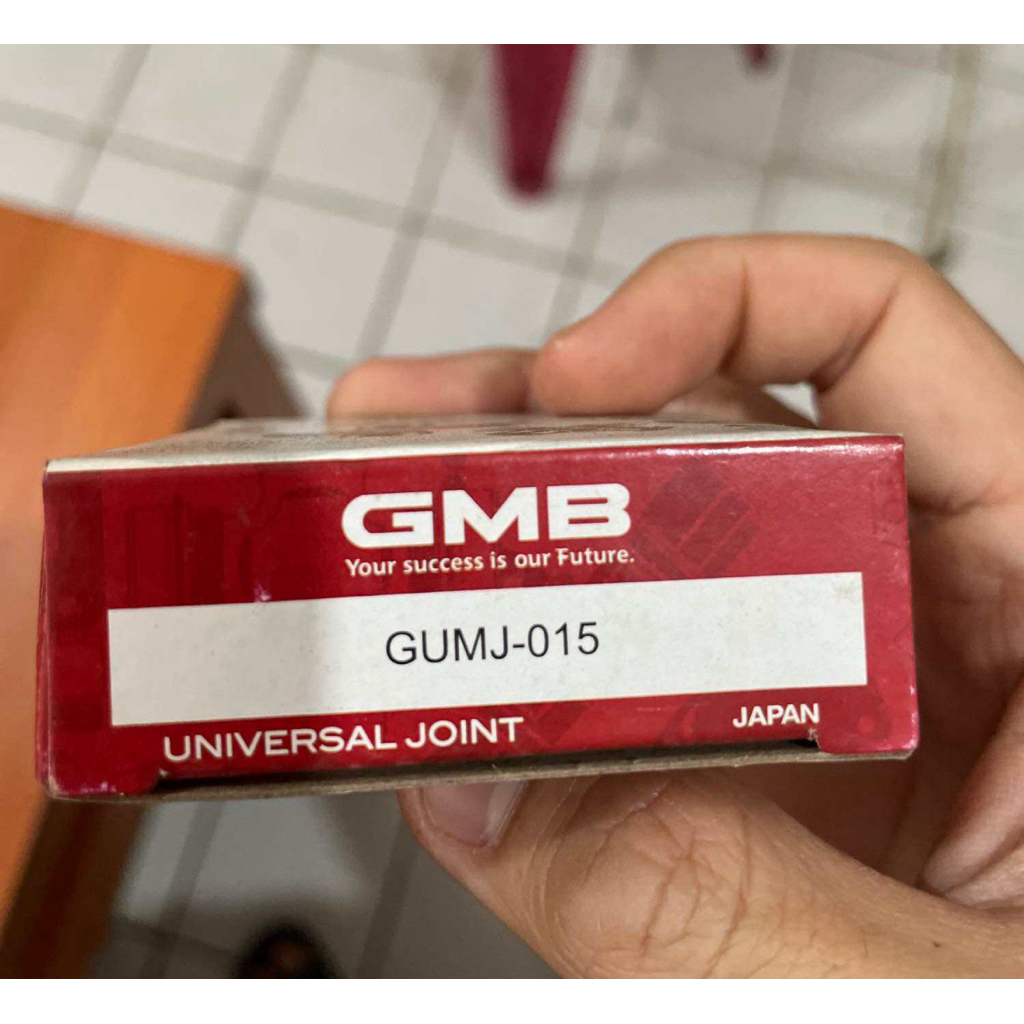 GMB
Your success is our Future.
GUMJ-015
UNIVERSAL JOINT
JAPAN